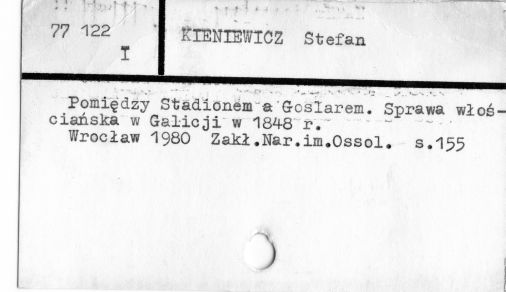 77 122
I
KIENIEWICZ Stefan
Pomiędzy Stadionem a Goslarem. Sprawa włoś-
ciańska w Galicji w 1848 r.
Wrocław 1980 Zakł.Nar.im.Ossol. s.155